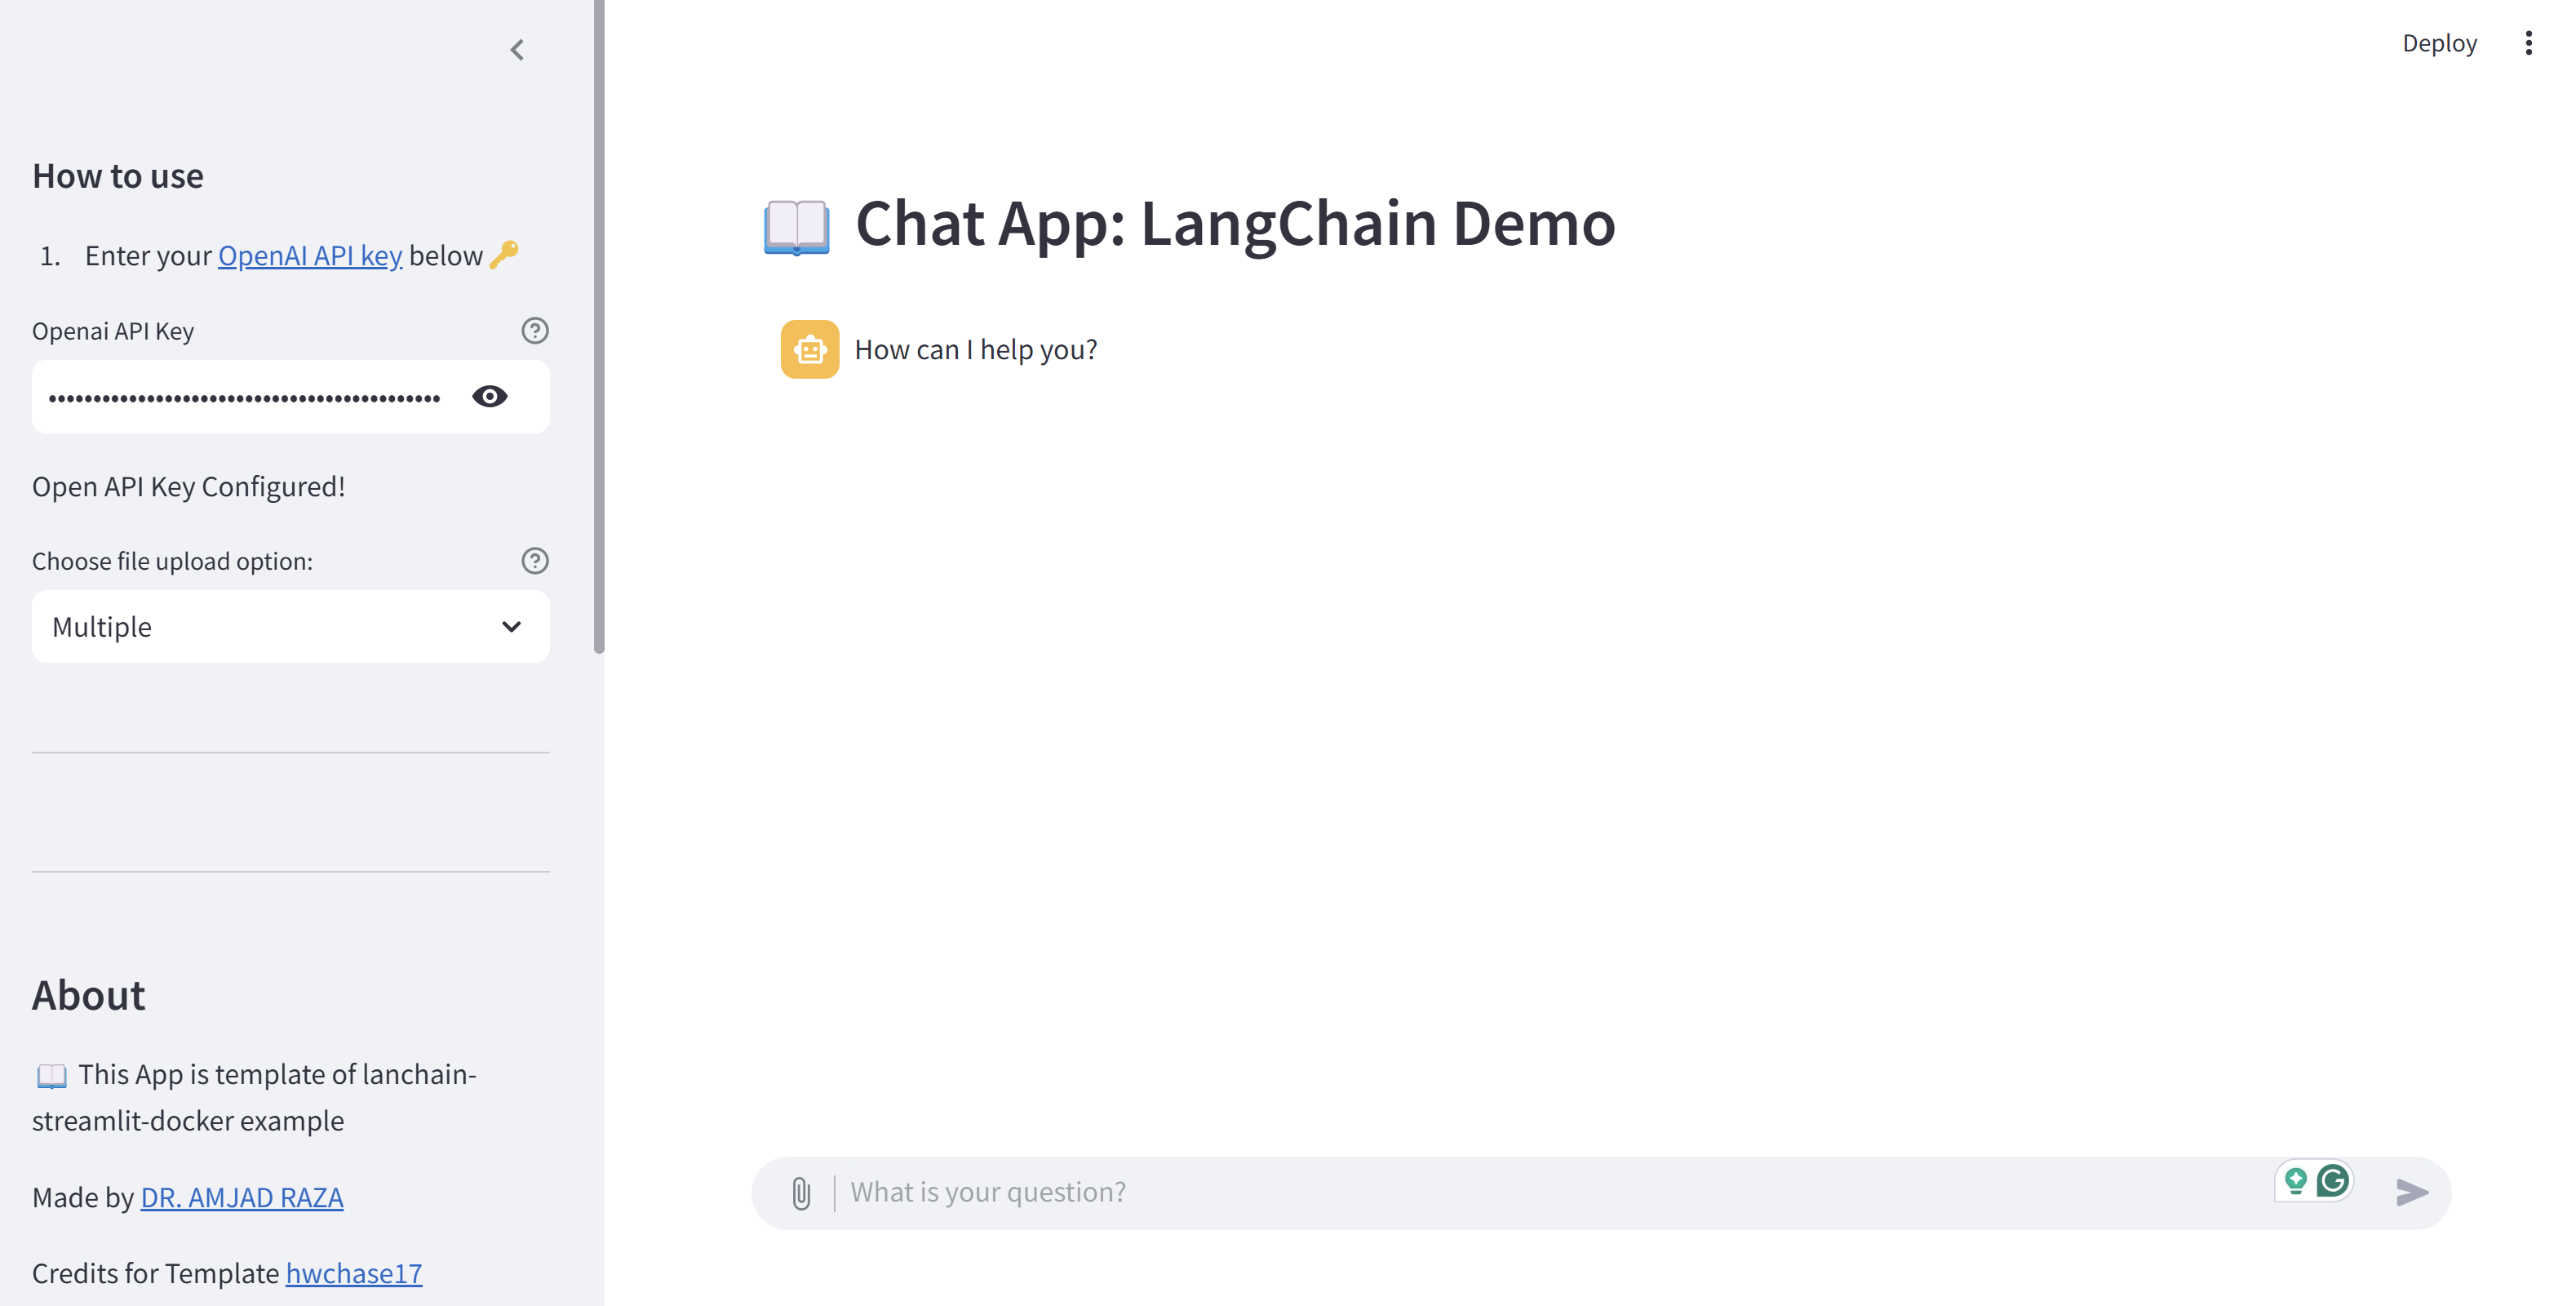 How to use
1. Enter your OpenAI API key below
Openai API Key
Open API Key Configured!
Choose file upload option:
Multiple
About
This App is template of lanchain-
streamlit-docker example
Made by DR. AMJAD RAZA
Credits for Template hwchase17
Deploy
Chat App: LangChain Demo
How can I help you?
What is your question?